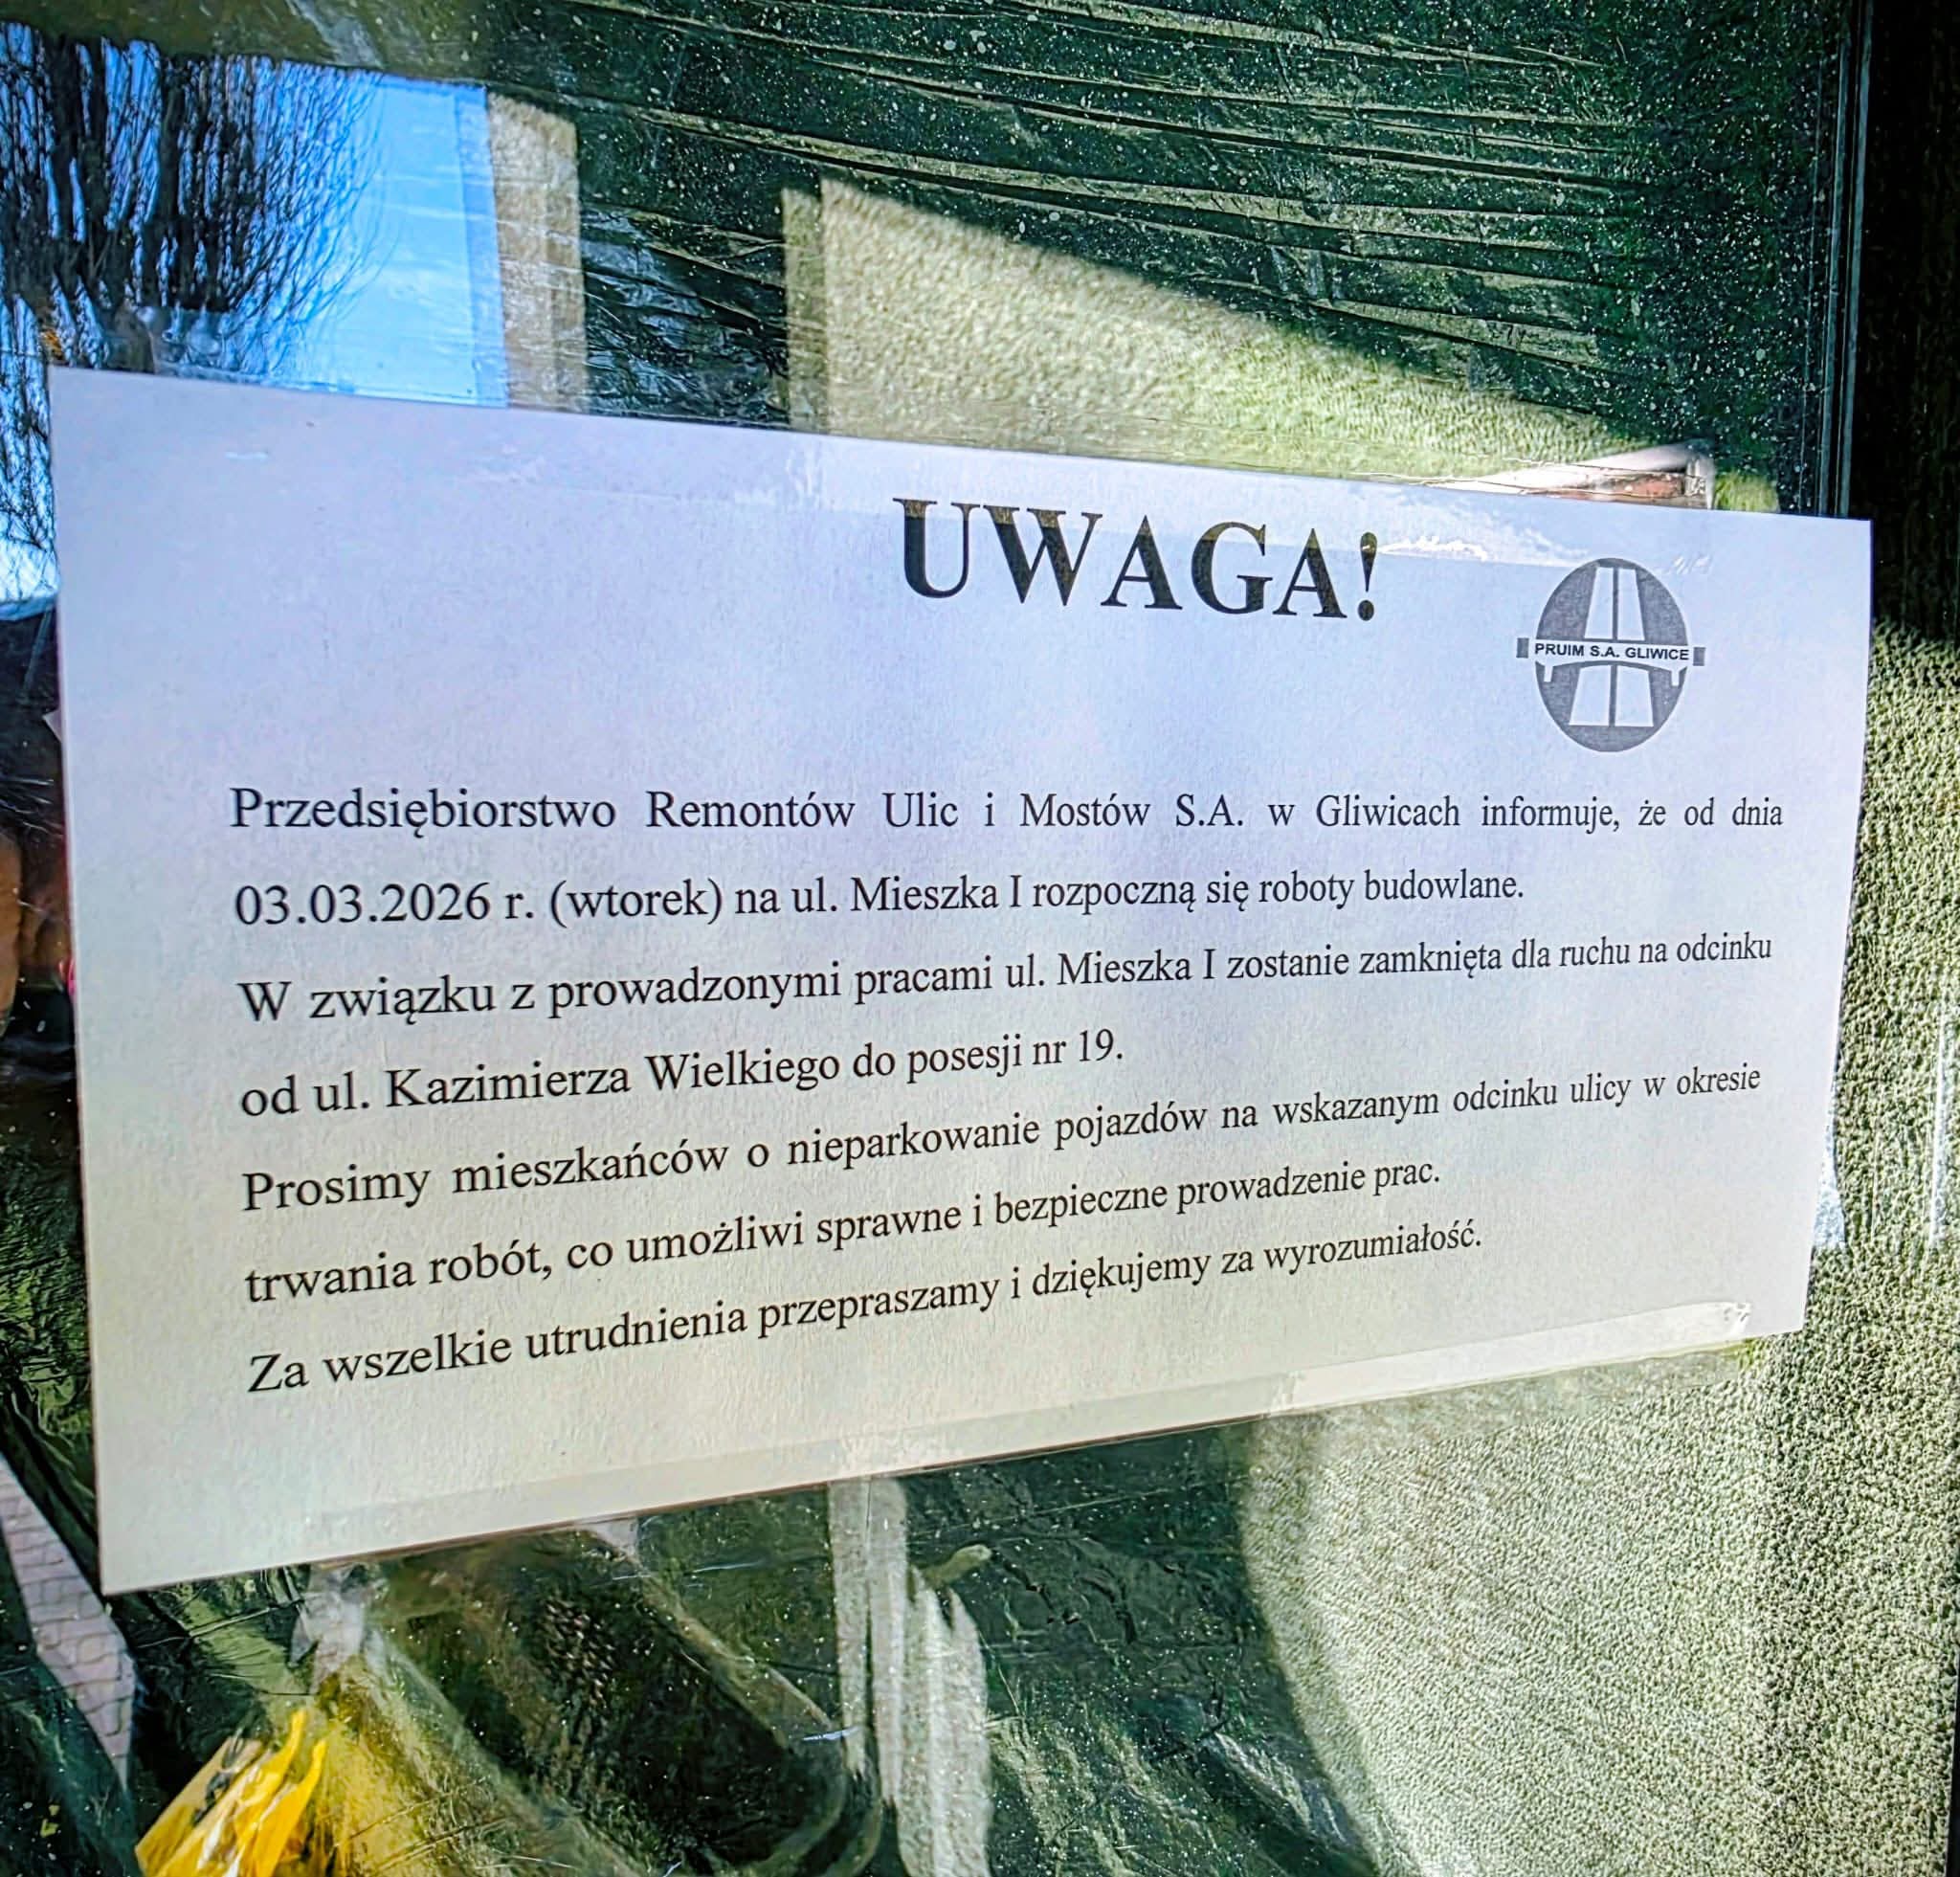 UWAGA!
PRUIM S.A. GLIWICE
Przedsiębiorstwo Remontów Ulic i Mostów S.A. w Gliwicach informuje, że od dnia
03.03.2026 r. (wtorek) na ul. Mieszka I rozpoczną się roboty budowlane.
W związku z prowadzonymi pracami ul. Mieszka I zostanie zamknięta dla ruchu na odcinku
od ul. Kazimierza Wielkiego do posesji nr 19.
Prosimy mieszkańców o nieparkowanie pojazdów na wskazanym odcinku ulicy w okresie
trwania robót, co umożliwi sprawne i bezpieczne prowadzenie prac.
Za wszelkie utrudnienia przepraszamy i dziękujemy za wyrozumiałość.